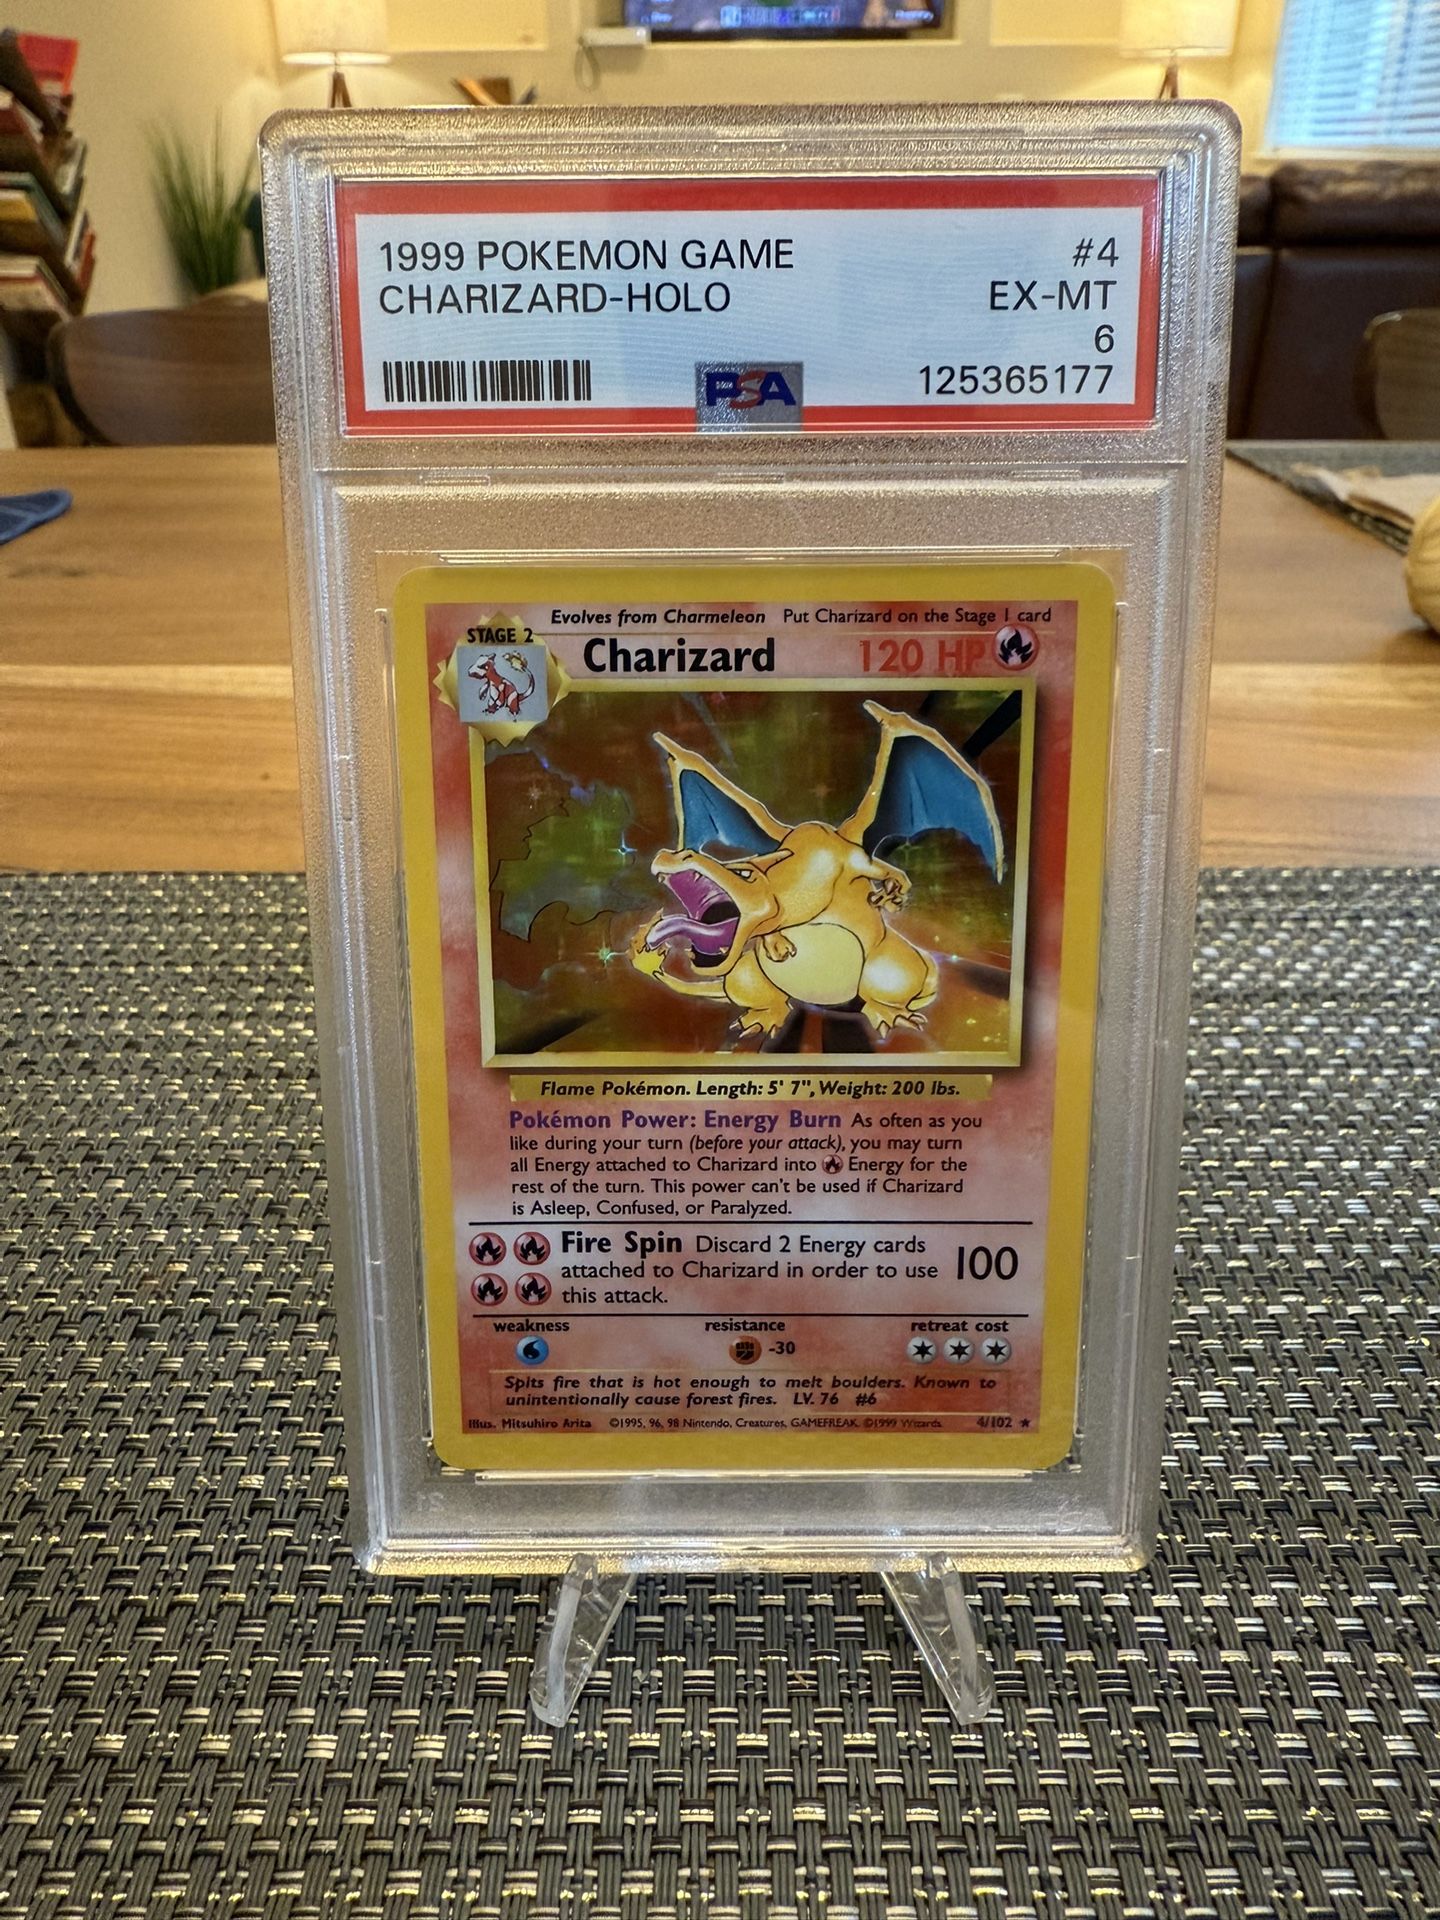 1999 POKEMON GAME #4
CHARIZARD-HOLO EX-MT
6
PSA 125365177
Evolves from Charmeleon Put Charizard on the Stage 1 card
STAGE 2
Charizard 120 HP
Flame Pokémon. Length: 5' 7", Weight: 200 lbs.
Pokémon Power: Energy Burn As often as you
like during your turn (before your attack), you may turn
all Energy attached to Charizard into Energy for the
rest of the turn. This power can't be used if Charizard
is Asleep, Confused, or Paralyzed.
Fire Spin Discard 2 Energy cards
attached to Charizard in order to use 100
this attack.
weakness resistance retreat cost
-30
Spits fire that is hot enough to melt boulders. Known to
unintentionally cause forest fires. LV. 76 #6
Illus. Mitsuhiro Arita ©1995, 96, 98 Nintendo, Creatures, GAMEFREAK. ©1999 Wizards. 4/102